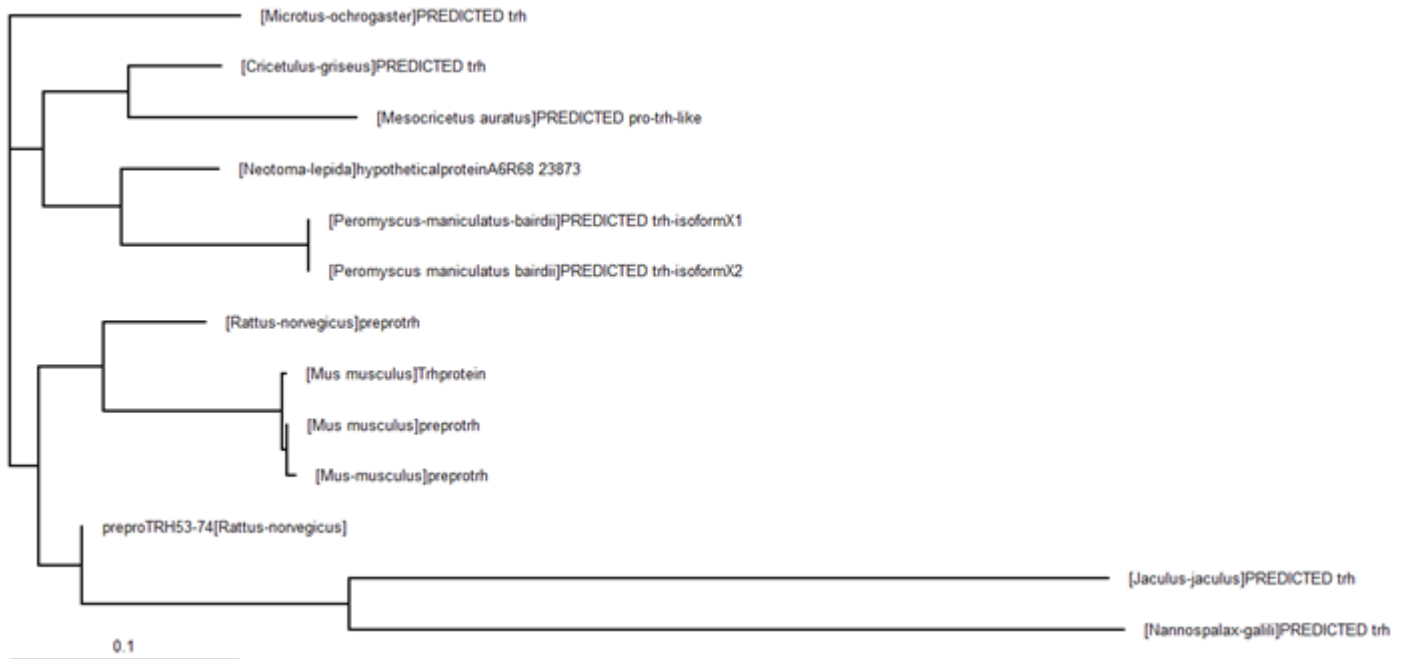 [Microtus-ochrogaster]PREDICTED trh
[Cricetulus-griseus]PREDICTED trh
[Mesocricetus auratus]PREDICTED pro-trh-like
[Neotoma-lepida]hypotheticalproteinA6R68 23873
[Peromyscus-maniculatus-bairdii]PREDICTED trh-isoformX1
[Peromyscus maniculatus bairdii]PREDICTED trh-isoformX2
[Rattus-norvegicus]preprotrh
[Mus musculus]Trhprotein
[Mus musculus]preprotrh
[Mus-musculus]preprotrh
preproTRH53-74[Rattus-norvegicus]
[Jaculus-jaculus]PREDICTED trh
[Nannospalax-galili]PREDICTED trh
0.1